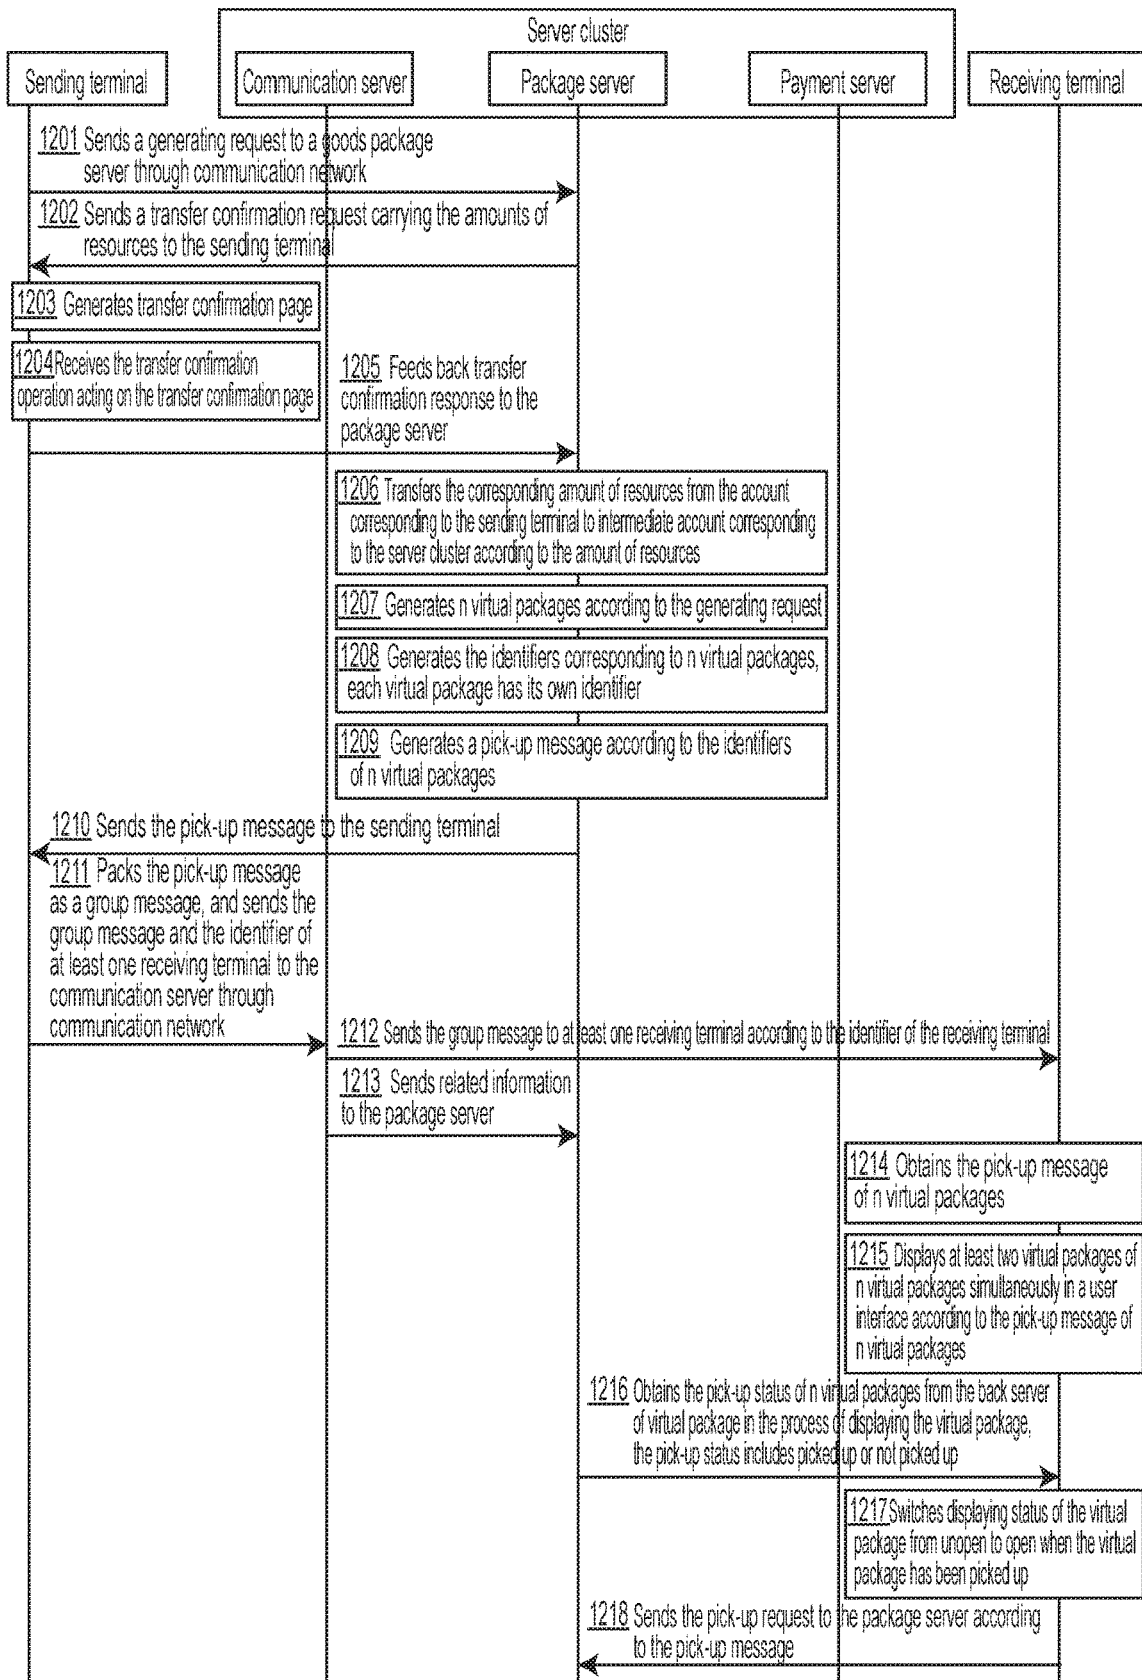 Server cluster
Sending terminal
Communication server
Package server
Payment server
Receiving terminal
1201 Sends a generating request to a goods package
server through communication network
1202 Sends a transfer confirmation request carrying the amounts of
resources to the sending terminal
1203 Generates transfer confirmation page
1204 Receives the transfer confirmation
operation acting on the transfer confirmation page
1205 Feeds back transfer
confirmation response to the
package server
1206 Transfers the corresponding amount of resources from the account
corresponding to the sending terminal to intermediate account corresponding
to the server cluster according to the amount of resources
1207 Generates n virtual packages according to the generating request
1208 Generates the identifiers corresponding to n virtual packages,
each virtual package has its own identifier
1209 Generates a pick-up message according to the identifiers
of n virtual packages
1210 Sends the pick-up message to the sending terminal
1211 Packs the pick-up message
as a group message, and sends the
group message and the identifier of
at least one receiving terminal to the
communication server through
communication network
1212 Sends the group message to at least one receiving terminal according to the identifier of the receiving terminal
1213 Sends related information
to the package server
1214 Obtains the pick-up message
of n virtual packages
1215 Displays at least two virtual packages of
n virtual packages simultaneously in a user
interface according to the pick-up message of
n virtual packages
1216 Obtains the pick-up status of n virtual packages from the back server
of virtual package in the process of displaying the virtual package,
the pick-up status includes picked up or not picked up
1217 Switches displaying status of the virtual
package from unopen to open when the virtual
package has been picked up
1218 Sends the pick-up request to the package server according
to the pick-up message